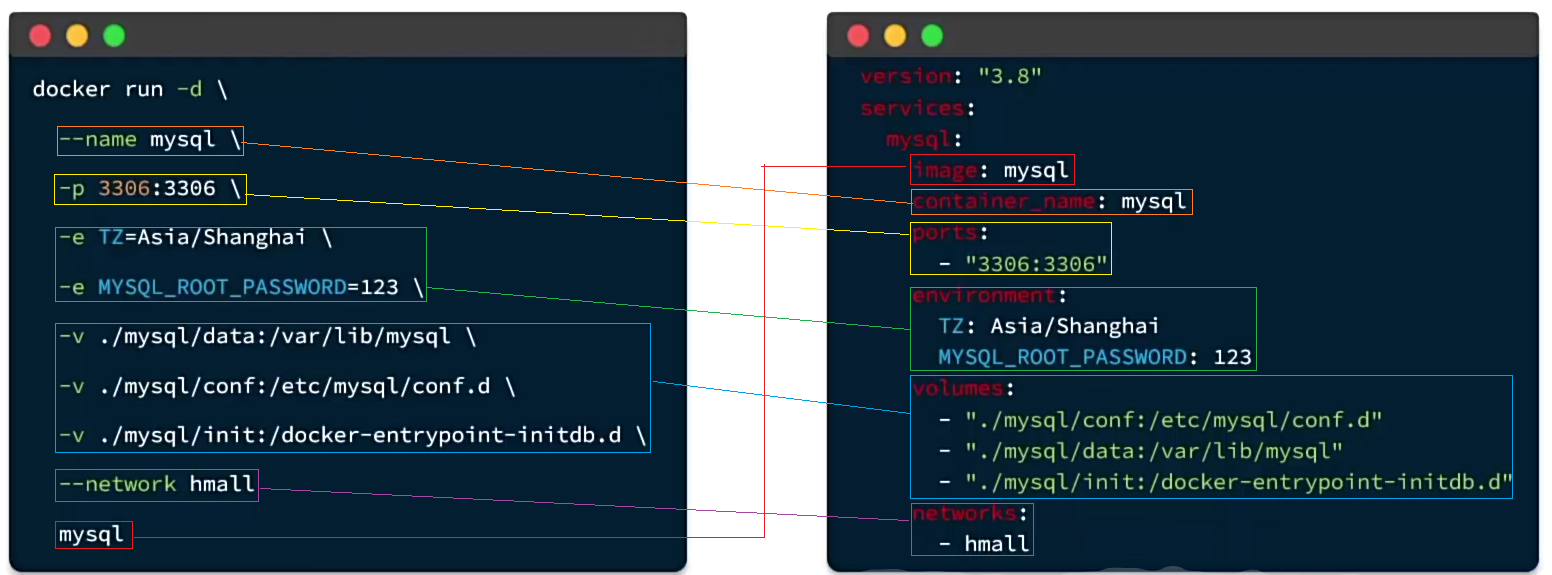 docker run -d \
--name mysql \
-p 3306:3306 \
-e TZ=Asia/Shanghai \
-e MYSQL_ROOT_PASSWORD=123 \
-v ./mysql/data:/var/lib/mysql \
-v ./mysql/conf:/etc/mysql/conf.d \
-v ./mysql/init:/docker-entrypoint-initdb.d \
--network hmall
mysql
version: "3.8"
services:
  mysql:
    image: mysql
    container_name: mysql
    ports:
      - "3306:3306"
    environment:
      TZ: Asia/Shanghai
      MYSQL_ROOT_PASSWORD: 123
    volumes:
      - "./mysql/conf:/etc/mysql/conf.d"
      - "./mysql/data:/var/lib/mysql"
      - "./mysql/init:/docker-entrypoint-initdb.d"
    networks:
      - hmall